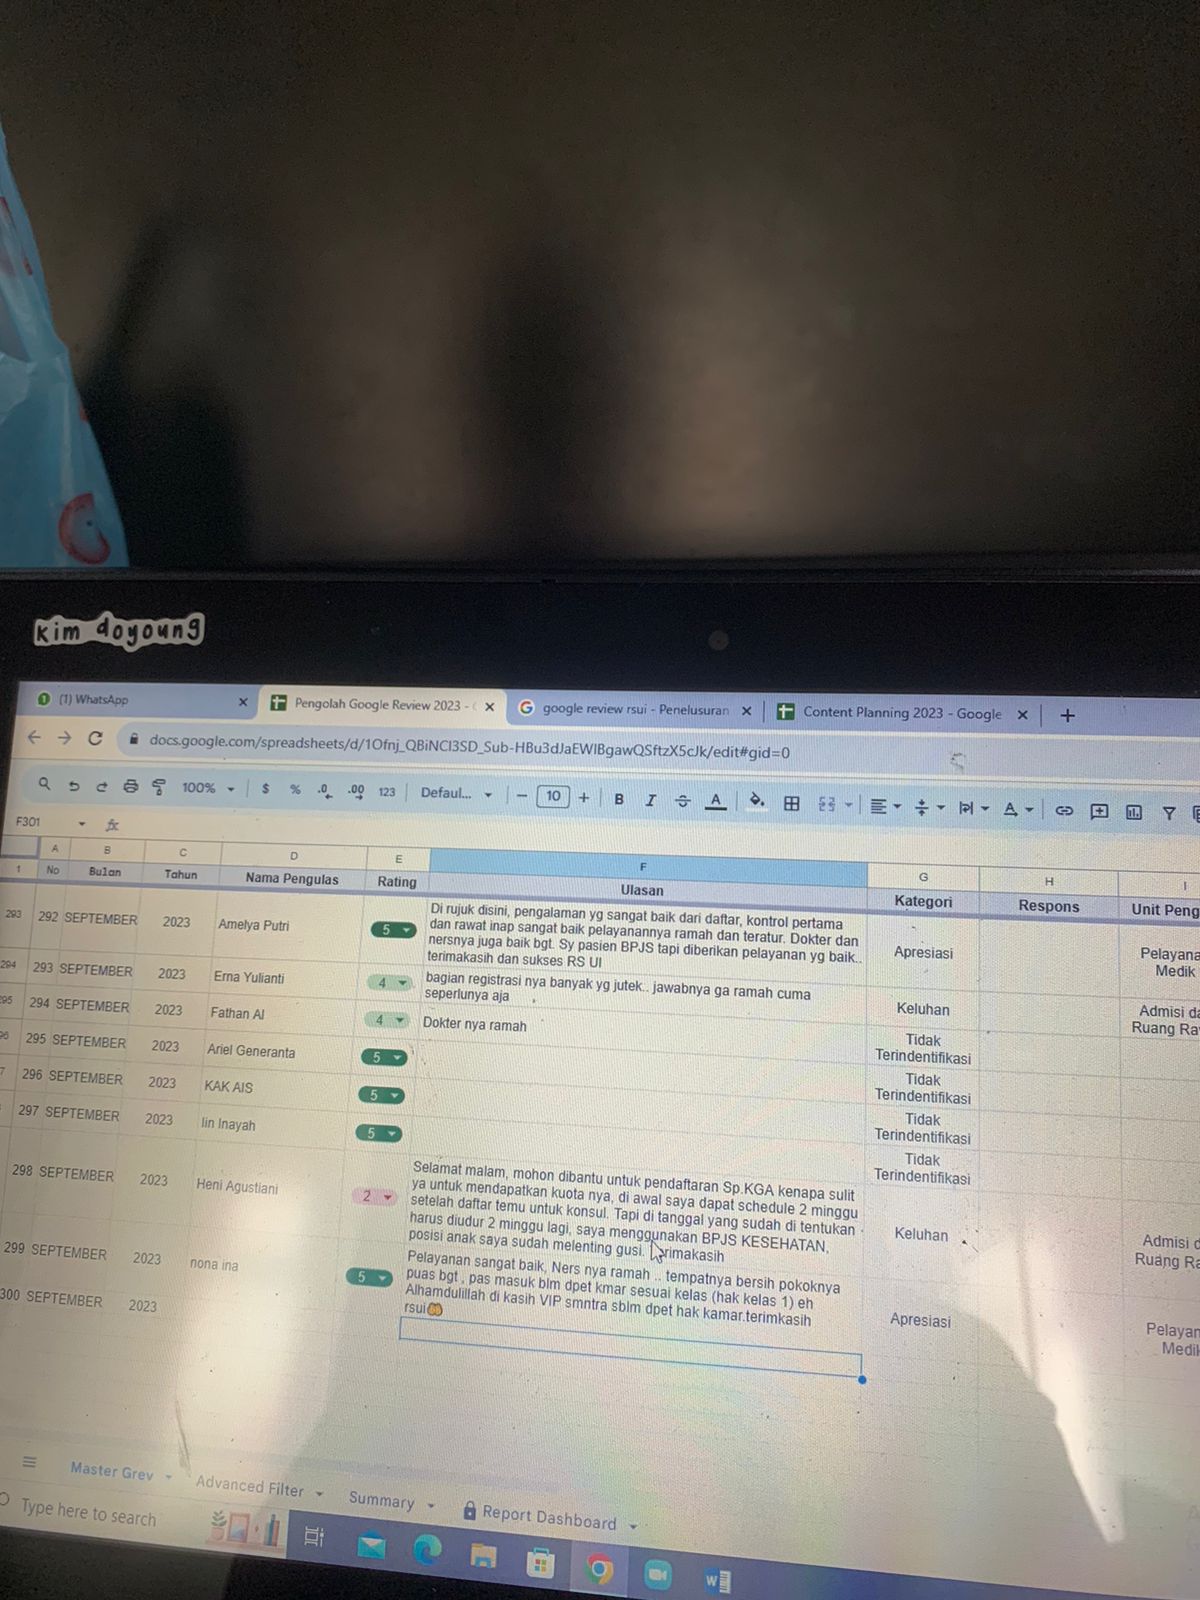 kim doyoung
(1) WhatsApp
Pengolah Google Review 2023 -
google review rsui - Penelusuran
Content Planning 2023 - Google
docs.google.com/spreadsheets/d/1Ofnj_QBiNCI3SD_Sub-HBu3dJaEWIBgawQSftzX5cJk/edit#gid=0
100% $ % .0 .00 123 Defaul... − 10 + B I A
F301 fx
A B C D E F G H I
1 No Bulan Tahun Nama Pengulas Rating Ulasan Kategori Respons Unit Peng
293 292 SEPTEMBER 2023 Amelya Putri 5
Di rujuk disini, pengalaman yg sangat baik dari daftar, kontrol pertama
dan rawat inap sangat baik pelayanannya ramah dan teratur. Dokter dan
nersnya juga baik bgt. Sy pasien BPJS tapi diberikan pelayanan yg baik..
terimakasih dan sukses RS UI
Apresiasi
Pelayana
Medik
294 293 SEPTEMBER 2023 Erna Yulianti 4
bagian registrasi nya banyak yg jutek.. jawabnya ga ramah cuma
seperlunya aja
Keluhan
Admisi da
Ruang Ra
295 294 SEPTEMBER 2023 Fathan Al 4 Dokter nya ramah
Tidak
Terindentifikasi
295 SEPTEMBER 2023 Ariel Generanta 5
Tidak
Terindentifikasi
296 SEPTEMBER 2023 KAK AIS 5
Tidak
Terindentifikasi
297 SEPTEMBER 2023 Iin Inayah 5
Tidak
Terindentifikasi
298 SEPTEMBER 2023 Heni Agustiani 2
Selamat malam, mohon dibantu untuk pendaftaran Sp.KGA kenapa sulit
ya untuk mendapatkan kuota nya, di awal saya dapat schedule 2 minggu
setelah daftar temu untuk konsul. Tapi di tanggal yang sudah di tentukan
harus diudur 2 minggu lagi, saya menggunakan BPJS KESEHATAN,
posisi anak saya sudah melenting gusi. Terimakasih
Keluhan
Admisi d
Ruang Ra
299 SEPTEMBER 2023 nona ina 5
Pelayanan sangat baik, Ners nya ramah .. tempatnya bersih pokoknya
puas bgt , pas masuk blm dpet kmar sesuai kelas (hak kelas 1) eh
Alhamdulillah di kasih VIP smntra sblm dpet hak kamar.terimkasih
rsui🤲
Apresiasi
Pelayan
Medik
300 SEPTEMBER 2023
Master Grev
Advanced Filter
Summary
Report Dashboard
Type here to search